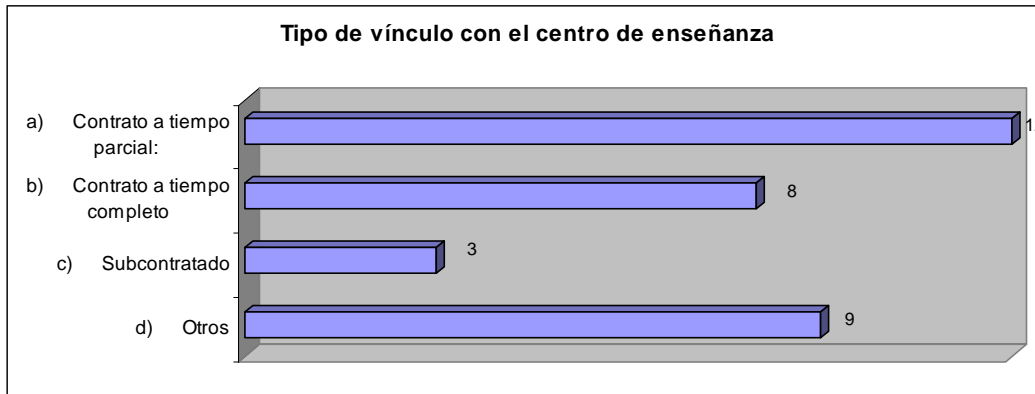 Tipo de vínculo con el centro de enseñanza
a) Contrato a tiempo
parcial:
1
b) Contrato a tiempo
completo
8
c) Subcontratado
3
d) Otros
9